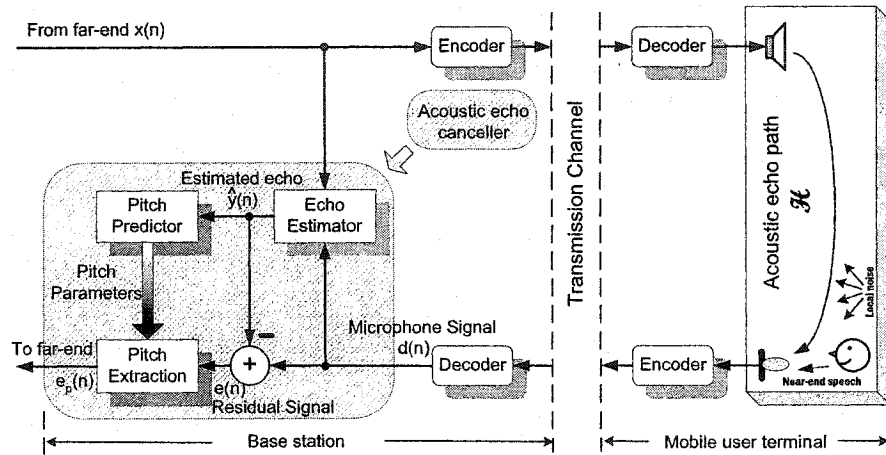 From far-end x(n)
Encoder
Decoder
Acoustic echo
canceller
Transmission Channel
Acoustic echo path
ℋ
Estimated echo
ŷ(n)
Pitch
Predictor
Echo
Estimator
Pitch
Parameters
Local noise
Microphone Signal
d(n)
To far-end
e_p(n)
Pitch
Extraction
−
+
e(n)
Residual Signal
Decoder
Encoder
Near-end speech
Base station
Mobile user terminal